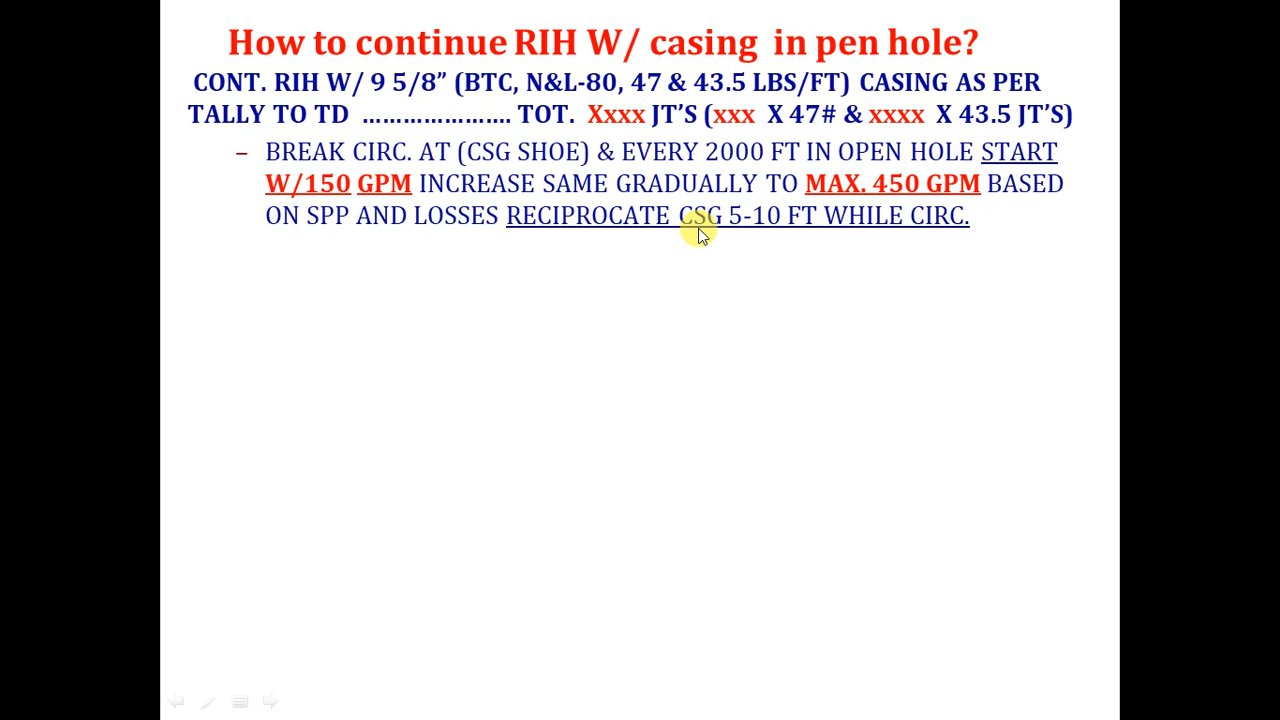 How to continue RIH W/ casing in pen hole?
CONT. RIH W/ 9 5/8” (BTC, N&L-80, 47 & 43.5 LBS/FT) CASING AS PER
TALLY TO TD …………………. TOT. Xxxx JT’S (xxx X 47# & xxxx X 43.5 JT’S)
– BREAK CIRC. AT (CSG SHOE) & EVERY 2000 FT IN OPEN HOLE START
W/150 GPM INCREASE SAME GRADUALLY TO MAX. 450 GPM BASED
ON SPP AND LOSSES RECIPROCATE CSG 5-10 FT WHILE CIRC.